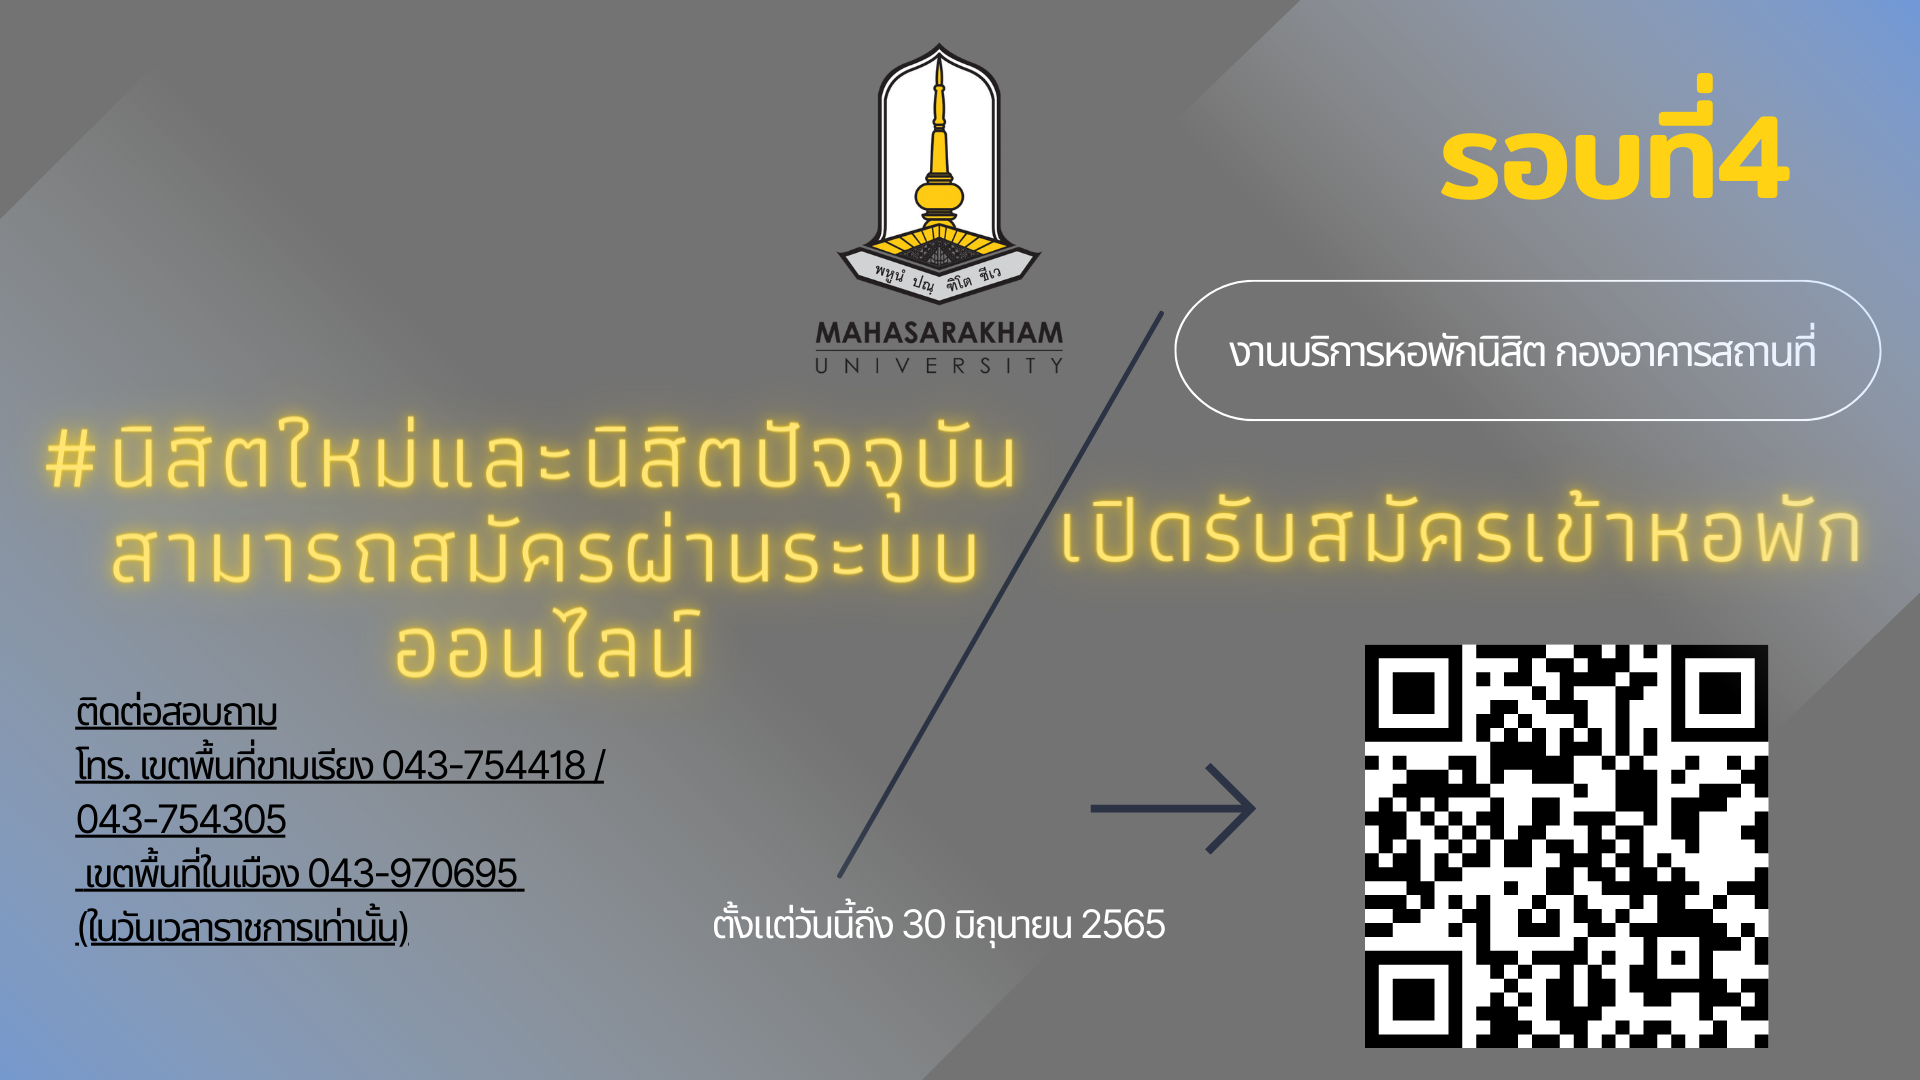 รอบที่4
พหูนํ ปณฺฑิโต ชีเว
MAHASARAKHAM
UNIVERSITY
งานบริการหอพักนิสิต กองอาคารสถานที่
#นิสิตใหม่และนิสิตปัจจุบัน
สามารถสมัครผ่านระบบ
ออนไลน์
เปิดรับสมัครเข้าหอพัก
ติดต่อสอบถาม
โทร. เขตพื้นที่ขามเรียง 043-754418 /
043-754305
เขตพื้นที่ในเมือง 043-970695
(ในวันเวลาราชการเท่านั้น)
ตั้งแต่วันนี้ถึง 30 มิถุนายน 2565